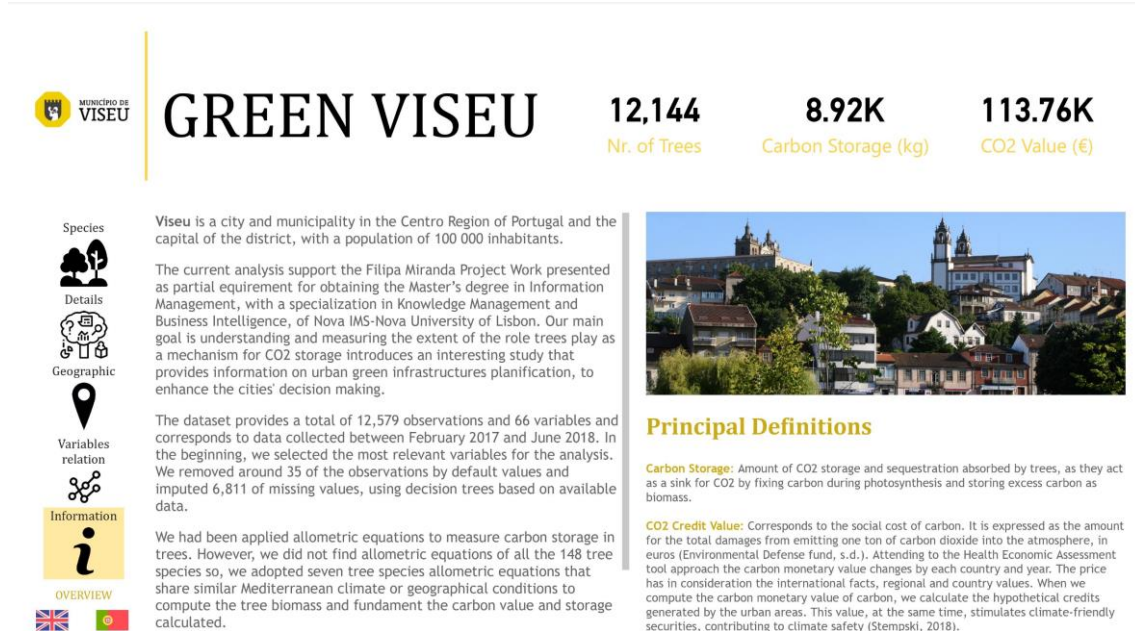 MUNICÍPIO DE
VISEU
GREEN VISEU
12,144
Nr. of Trees
8.92K
Carbon Storage (kg)
113.76K
CO2 Value (€)
Species
Details
Geographic
Variables
relation
Information
OVERVIEW
Viseu is a city and municipality in the Centro Region of Portugal and the
capital of the district, with a population of 100 000 inhabitants.
The current analysis support the Filipa Miranda Project Work presented
as partial equirement for obtaining the Master's degree in Information
Management, with a specialization in Knowledge Management and
Business Intelligence, of Nova IMS-Nova University of Lisbon. Our main
goal is understanding and measuring the extent of the role trees play as
a mechanism for CO2 storage introduces an interesting study that
provides information on urban green infrastructures planification, to
enhance the cities' decision making.
The dataset provides a total of 12,579 observations and 66 variables and
corresponds to data collected between February 2017 and June 2018. In
the beginning, we selected the most relevant variables for the analysis.
We removed around 35 of the observations by default values and
imputed 6,811 of missing values, using decision trees based on available
data.
We had been applied allometric equations to measure carbon storage in
trees. However, we did not find allometric equations of all the 148 tree
species so, we adopted seven tree species allometric equations that
share similar Mediterranean climate or geographical conditions to
compute the tree biomass and fundament the carbon value and storage
calculated.
Principal Definitions
Carbon Storage: Amount of CO2 storage and sequestration absorbed by trees, as they act
as a sink for CO2 by fixing carbon during photosynthesis and storing excess carbon as
biomass.
CO2 Credit Value: Corresponds to the social cost of carbon. It is expressed as the amount
for the total damages from emitting one ton of carbon dioxide into the atmosphere, in
euros (Environmental Defense fund, s.d.). Attending to the Health Economic Assessment
tool approach the carbon monetary value changes by each country and year. The price
has in consideration the international facts, regional and country values. When we
compute the carbon monetary value of carbon, we calculate the hypothetical credits
generated by the urban areas. This value, at the same time, stimulates climate-friendly
securities, contributing to climate safety (Stempski, 2018).